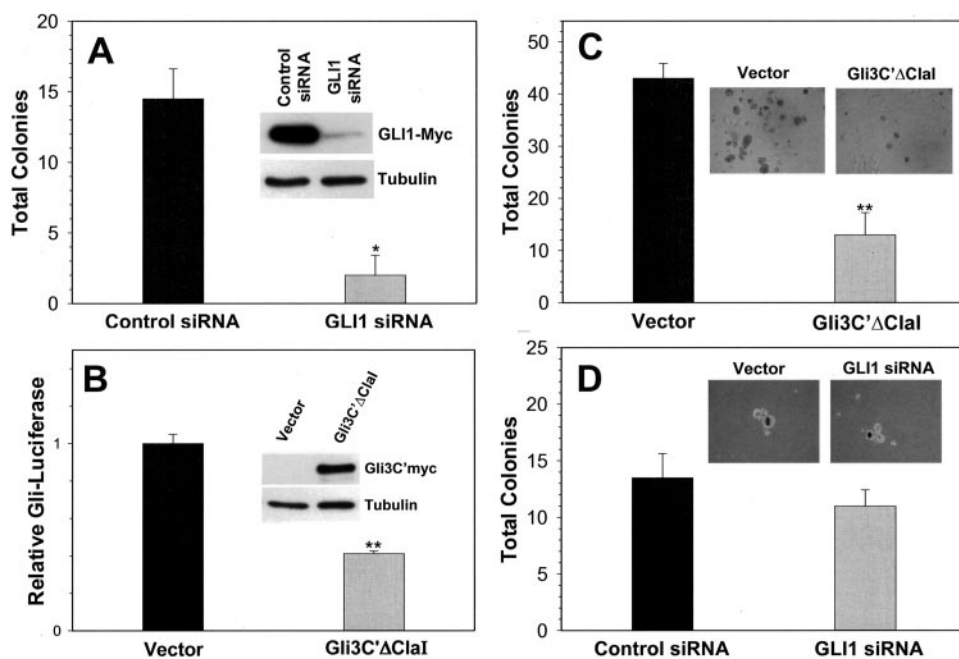 A
Total Colonies
20
15
10
5
0
Control siRNA
GLI1 siRNA
GLI1-Myc
Tubulin
*
Control siRNA
GLI1 siRNA
C
Total Colonies
50
40
30
20
10
0
Vector
Gli3C'ΔClaI
**
Vector
Gli3C'ΔClaI
B
Relative Gli-Luciferase
1
0
Vector
Gli3C'ΔClaI
Gli3C'myc
Tubulin
**
Vector
Gli3C'ΔClaI
D
Total Colonies
25
20
15
10
5
0
Vector
GLI1 siRNA
Control siRNA
GLI1 siRNA